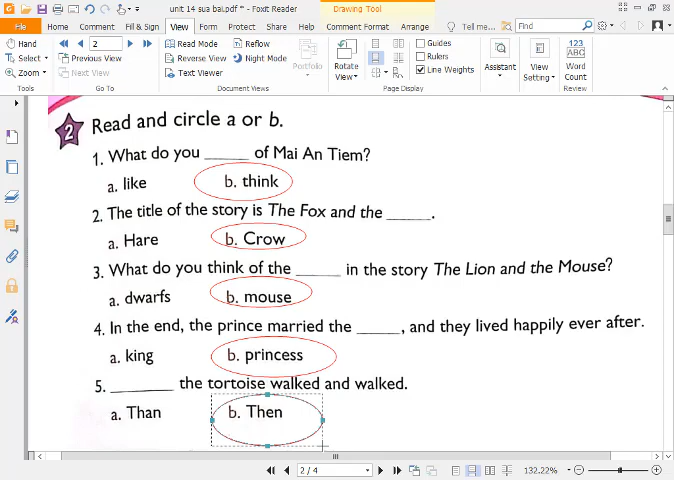 unit 14 sua bai.pdf* - Foxit Reader
Drawing Tool
File Home Comment Fill & Sign View Form Protect Share Help Comment Format Arrange Tell me... Find
Hand
Select
Zoom
Tools
2
Previous View
Next View
Go To
Read Mode Reflow
Reverse View Night Mode
Text Viewer
Document Views
Portfolio
Rotate View
Guides
Rulers
Line Weights
Page Display
Assistant
View Setting
123
ABC
Word Count
Review
2 Read and circle a or b.
1. What do you _____ of Mai An Tiem?
a. like b. think
2. The title of the story is The Fox and the _____.
a. Hare b. Crow
3. What do you think of the _____ in the story The Lion and the Mouse?
a. dwarfs b. mouse
4. In the end, the prince married the _____, and they lived happily ever after.
a. king b. princess
5. _______ the tortoise walked and walked.
a. Than b. Then
2 / 4 132.22%